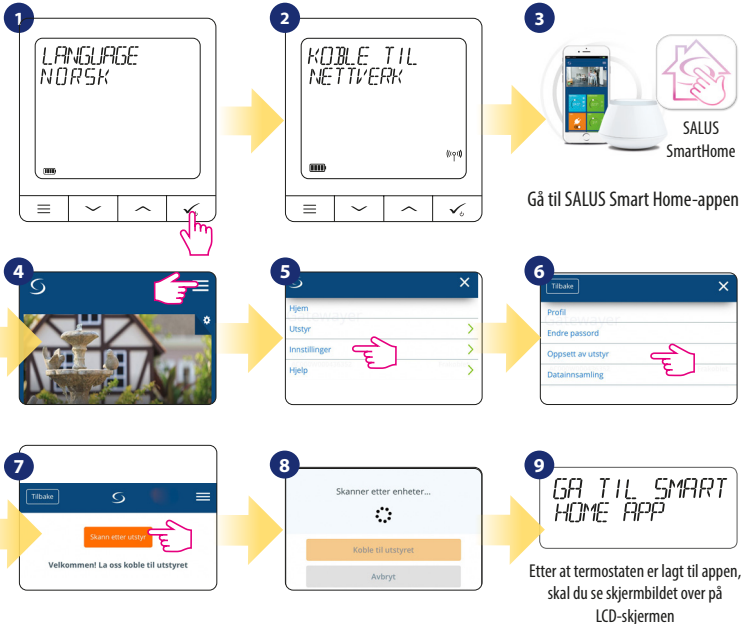 1
LANGUAGE
NORSK
2
KOBLE TIL
NETTVERK
3
SALUS
SmartHome
Gå til SALUS Smart Home-appen
4
5
Hjem
Utstyr
Innstillinger
Hjelp
6
Tilbake
Profil
Endre passord
Oppsett av utstyr
Datainnsamling
7
Tilbake
Skann etter utstyr
Velkommen! La oss koble til utstyret
8
Skanner etter enheter...
Koble til utstyret
Avbryt
9
GA TIL SMART
HOME APP
Etter at termostaten er lagt til appen,
skal du se skjermbildet over på
LCD-skjermen